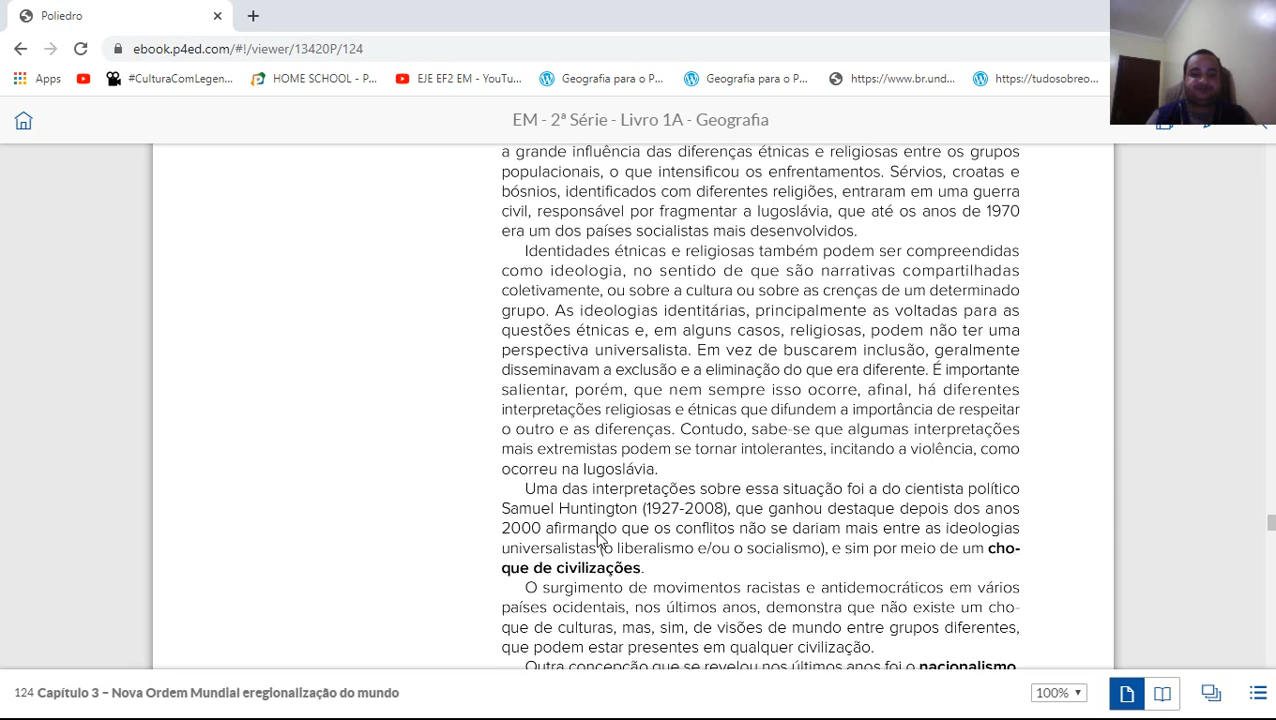 Poliedro
ebook.p4ed.com/#!/viewer/13420P/124
Apps #CulturaComLegen... HOME SCHOOL - P... EJE EF2 EM - YouTu... Geografia para o P... Geografia para o P... https://www.br.und... https://tudosobreo...
EM - 2ª Série - Livro 1A - Geografia
a grande influência das diferenças étnicas e religiosas entre os grupos
populacionais, o que intensificou os enfrentamentos. Sérvios, croatas e
bósnios, identificados com diferentes religiões, entraram em uma guerra
civil, responsável por fragmentar a Iugoslávia, que até os anos de 1970
era um dos países socialistas mais desenvolvidos.
Identidades étnicas e religiosas também podem ser compreendidas
como ideologia, no sentido de que são narrativas compartilhadas
coletivamente, ou sobre a cultura ou sobre as crenças de um determinado
grupo. As ideologias identitárias, principalmente as voltadas para as
questões étnicas e, em alguns casos, religiosas, podem não ter uma
perspectiva universalista. Em vez de buscarem inclusão, geralmente
disseminavam a exclusão e a eliminação do que era diferente. É importante
salientar, porém, que nem sempre isso ocorre, afinal, há diferentes
interpretações religiosas e étnicas que difundem a importância de respeitar
o outro e as diferenças. Contudo, sabe-se que algumas interpretações
mais extremistas podem se tornar intolerantes, incitando a violência, como
ocorreu na Iugoslávia.
Uma das interpretações sobre essa situação foi a do cientista político
Samuel Huntington (1927-2008), que ganhou destaque depois dos anos
2000 afirmando que os conflitos não se dariam mais entre as ideologias
universalistas (o liberalismo e/ou o socialismo), e sim por meio de um cho-
que de civilizações.
O surgimento de movimentos racistas e antidemocráticos em vários
países ocidentais, nos últimos anos, demonstra que não existe um cho-
que de culturas, mas, sim, de visões de mundo entre grupos diferentes,
que podem estar presentes em qualquer civilização.
Outra concepção que se revelou nos últimos anos foi o nacionalismo,
124 Capítulo 3 – Nova Ordem Mundial eregionalização do mundo
100%